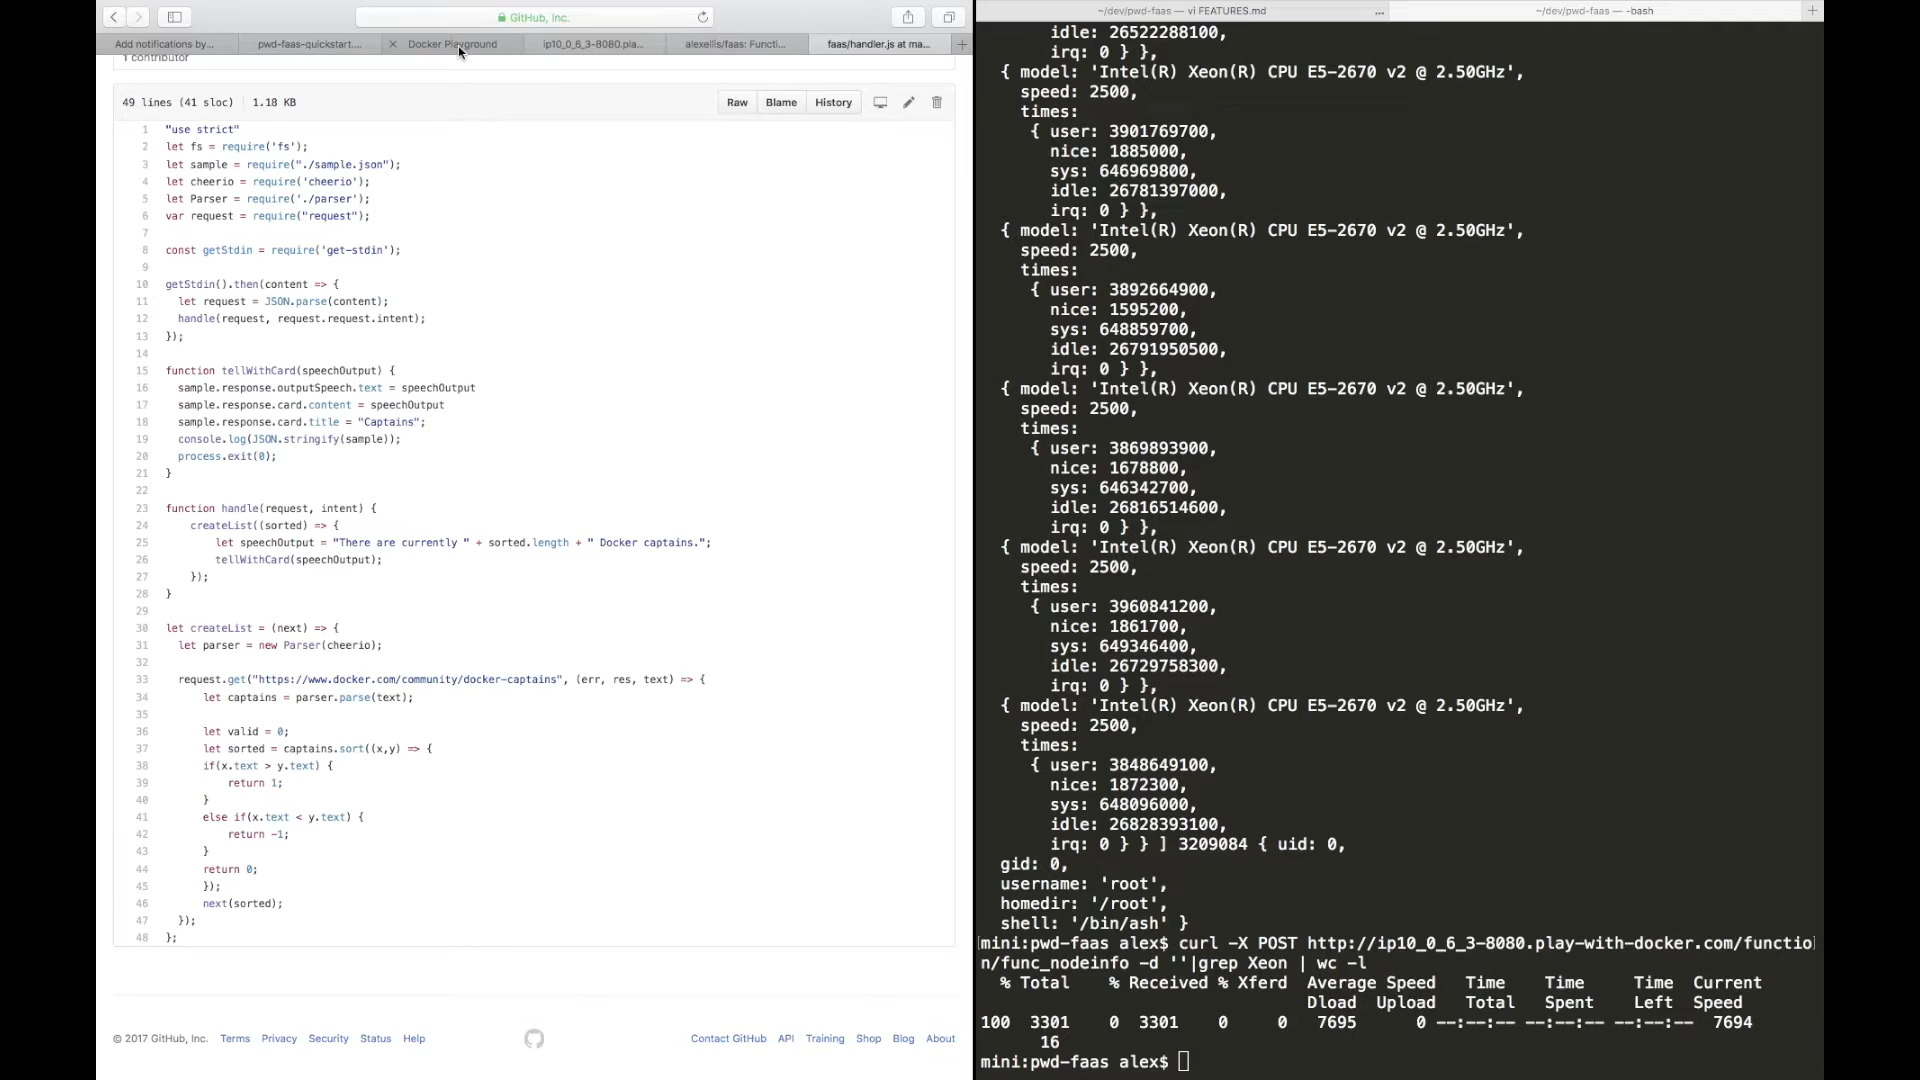 GitHub, Inc.
Add notifications by...
pwd-faas-quickstart....
Docker Playground
ip10_0_6_3-8080.pla...
alexellis/faas: Functi...
faas/handler.js at ma...
1 contributor
49 lines (41 sloc) 1.18 KB
Raw Blame History
1 "use strict"
2 let fs = require('fs');
3 let sample = require("./sample.json");
4 let cheerio = require('cheerio');
5 let Parser = require('./parser');
6 var request = require("request");
7
8 const getStdin = require('get-stdin');
9
10 getStdin().then(content => {
11 let request = JSON.parse(content);
12 handle(request, request.request.intent);
13 });
14
15 function tellWithCard(speechOutput) {
16 sample.response.outputSpeech.text = speechOutput
17 sample.response.card.content = speechOutput
18 sample.response.card.title = "Captains";
19 console.log(JSON.stringify(sample));
20 process.exit(0);
21 }
22
23 function handle(request, intent) {
24 createList((sorted) => {
25 let speechOutput = "There are currently " + sorted.length + " Docker captains.";
26 tellWithCard(speechOutput);
27 });
28 }
29
30 let createList = (next) => {
31 let parser = new Parser(cheerio);
32
33 request.get("https://www.docker.com/community/docker-captains", (err, res, text) => {
34 let captains = parser.parse(text);
35
36 let valid = 0;
37 let sorted = captains.sort((x,y) => {
38 if(x.text > y.text) {
39 return 1;
40 }
41 else if(x.text < y.text) {
42 return -1;
43 }
44 return 0;
45 });
46 next(sorted);
47 });
48 };
© 2017 GitHub, Inc. Terms Privacy Security Status Help
Contact GitHub API Training Shop Blog About
~/dev/pwd-faas — vi FEATURES.md ...
~/dev/pwd-faas — -bash
idle: 26522288100,
irq: 0 } },
{ model: 'Intel(R) Xeon(R) CPU E5-2670 v2 @ 2.50GHz',
speed: 2500,
times:
{ user: 3901769700,
nice: 1885000,
sys: 646969800,
idle: 26781397000,
irq: 0 } },
{ model: 'Intel(R) Xeon(R) CPU E5-2670 v2 @ 2.50GHz',
speed: 2500,
times:
{ user: 3892664900,
nice: 1595200,
sys: 648859700,
idle: 26791950500,
irq: 0 } },
{ model: 'Intel(R) Xeon(R) CPU E5-2670 v2 @ 2.50GHz',
speed: 2500,
times:
{ user: 3869893900,
nice: 1678800,
sys: 646342700,
idle: 26816514600,
irq: 0 } },
{ model: 'Intel(R) Xeon(R) CPU E5-2670 v2 @ 2.50GHz',
speed: 2500,
times:
{ user: 3960841200,
nice: 1861700,
sys: 649346400,
idle: 26729758300,
irq: 0 } },
{ model: 'Intel(R) Xeon(R) CPU E5-2670 v2 @ 2.50GHz',
speed: 2500,
times:
{ user: 3848649100,
nice: 1872300,
sys: 648096000,
idle: 26828393100,
irq: 0 } } ] 3209084 { uid: 0,
gid: 0,
username: 'root',
homedir: '/root',
shell: '/bin/ash' }
[mini:pwd-faas alex$ curl -X POST http://ip10_0_6_3-8080.play-with-docker.com/functio]
n/func_nodeinfo -d ''|grep Xeon | wc -l
% Total % Received % Xferd Average Speed Time Time Time Current
Dload Upload Total Spent Left Speed
100 3301 0 3301 0 0 7695 0 --:--:-- --:--:-- --:--:-- 7694
16
mini:pwd-faas alex$